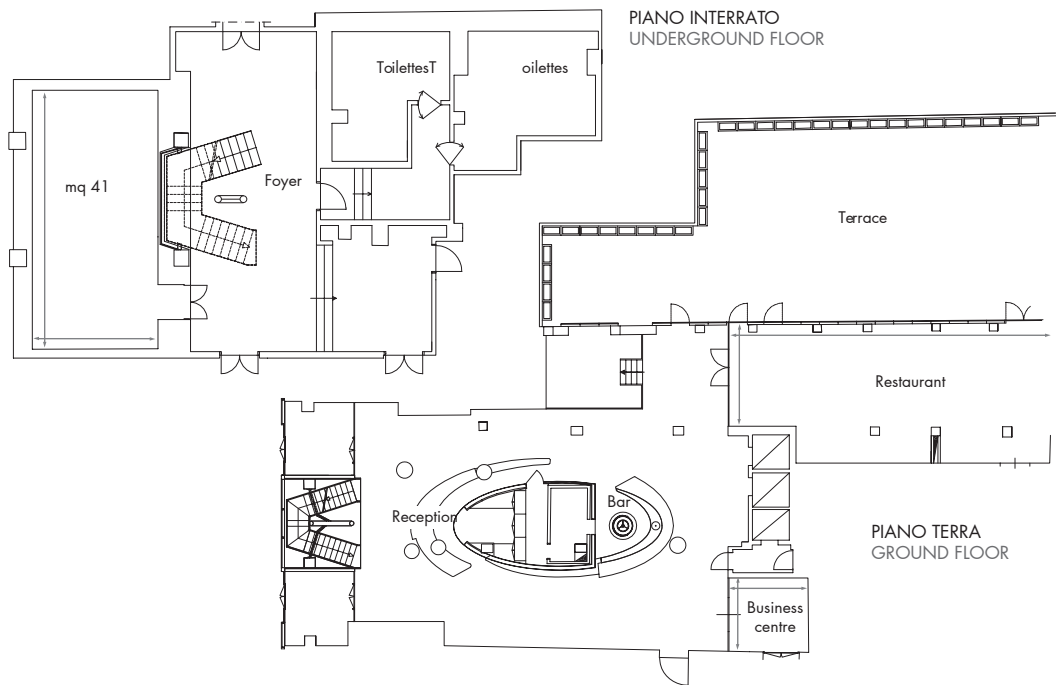 PIANO INTERRATO
UNDERGROUND FLOOR
ToilettesT
oilettes
mq 41
Foyer
Terrace
Restaurant
Reception
Bar
PIANO TERRA
GROUND FLOOR
Business
centre